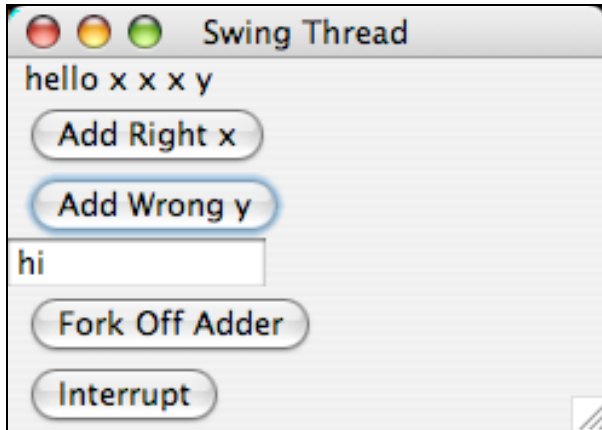 Swing Thread
hello x x x y
Add Right x
Add Wrong y
hi
Fork Off Adder
Interrupt